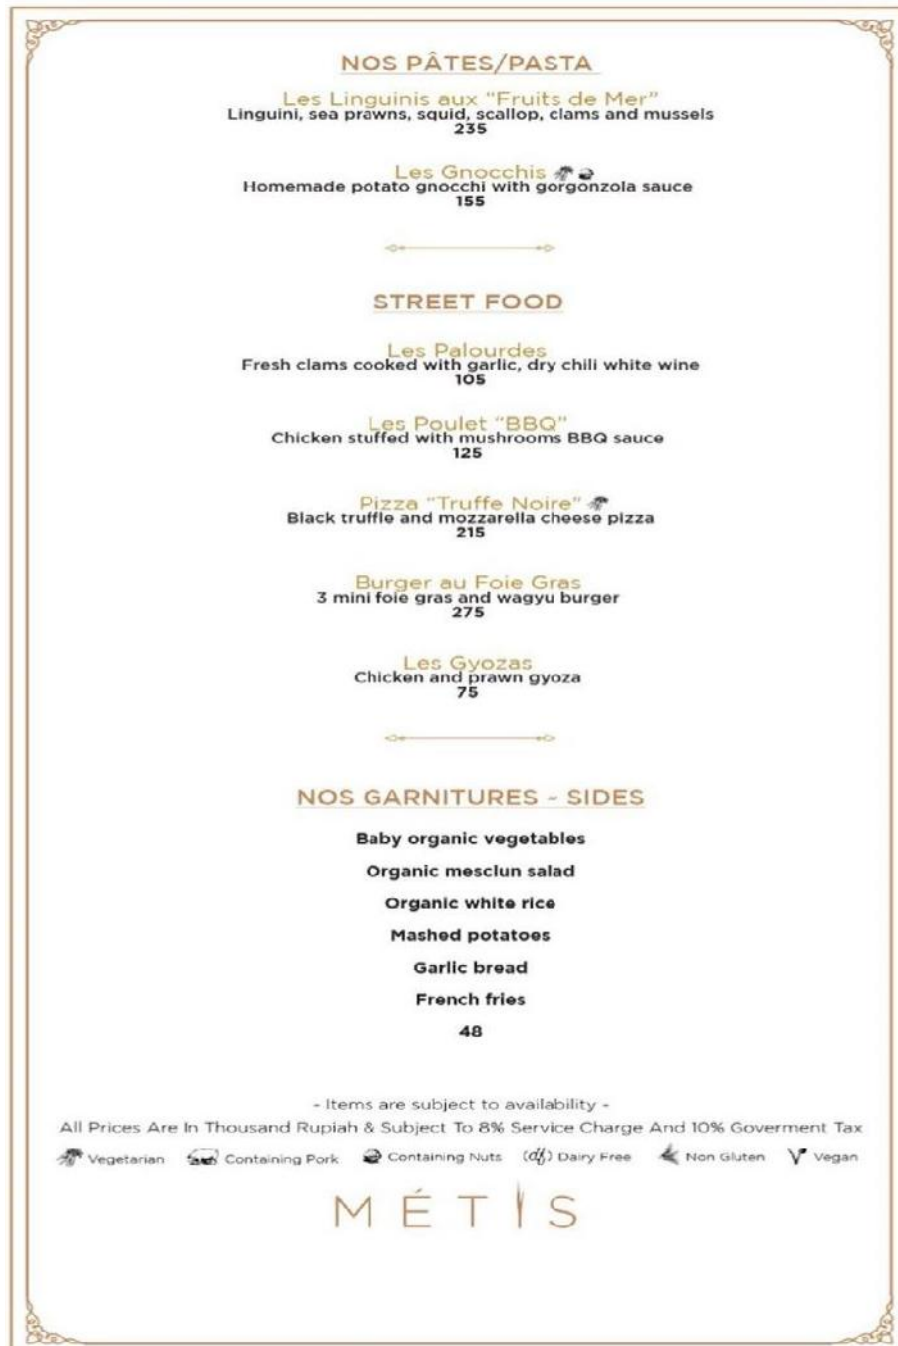 NOS PÂTES/PASTA
Les Linguinis aux "Fruits de Mer"
Linguini, sea prawns, squid, scallop, clams and mussels
235
Les Gnocchis
Homemade potato gnocchi with gorgonzola sauce
155
STREET FOOD
Les Palourdes
Fresh clams cooked with garlic, dry chili white wine
105
Les Poulet "BBQ"
Chicken stuffed with mushrooms BBQ sauce
125
Pizza "Truffe Noire"
Black truffle and mozzarella cheese pizza
215
Burger au Foie Gras
3 mini foie gras and wagyu burger
275
Les Gyozas
Chicken and prawn gyoza
75
NOS GARNITURES - SIDES
Baby organic vegetables
Organic mesclun salad
Organic white rice
Mashed potatoes
Garlic bread
French fries
48
- Items are subject to availability -
All Prices Are In Thousand Rupiah & Subject To 8% Service Charge And 10% Goverment Tax
Vegetarian Containing Pork Containing Nuts (df) Dairy Free Non Gluten V Vegan
MÉTIS